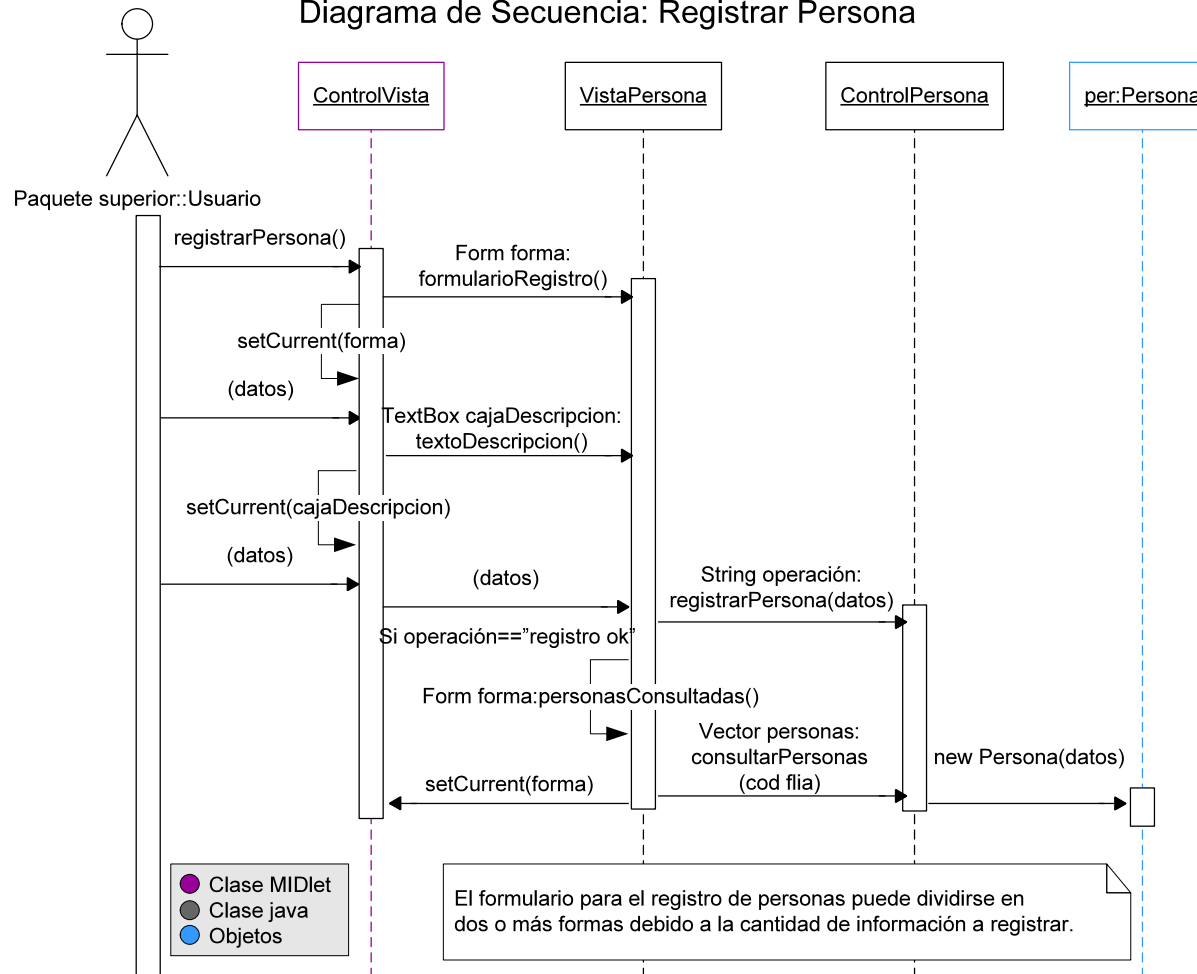 Diagrama de Secuencia: Registrar Persona
ControlVista
VistaPersona
ControlPersona
per:Persona
Paquete superior::Usuario
registrarPersona()
Form forma:
formularioRegistro()
setCurrent(forma)
(datos)
TextBox cajaDescripcion:
textoDescripcion()
setCurrent(cajaDescripcion)
(datos)
(datos)
String operación:
registrarPersona(datos)
Si operación==”registro ok”
Form forma:personasConsultadas()
Vector personas:
consultarPersonas
(cod flia)
new Persona(datos)
setCurrent(forma)
Clase MIDlet
Clase java
Objetos
El formulario para el registro de personas puede dividirse en
dos o más formas debido a la cantidad de información a registrar.